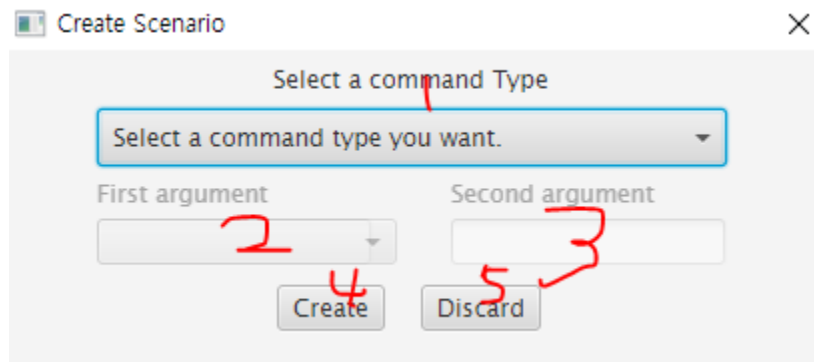 Create Scenario
Select a command Type
1
Select a command type you want.
First argument Second argument
2 3
4 5
Create Discard